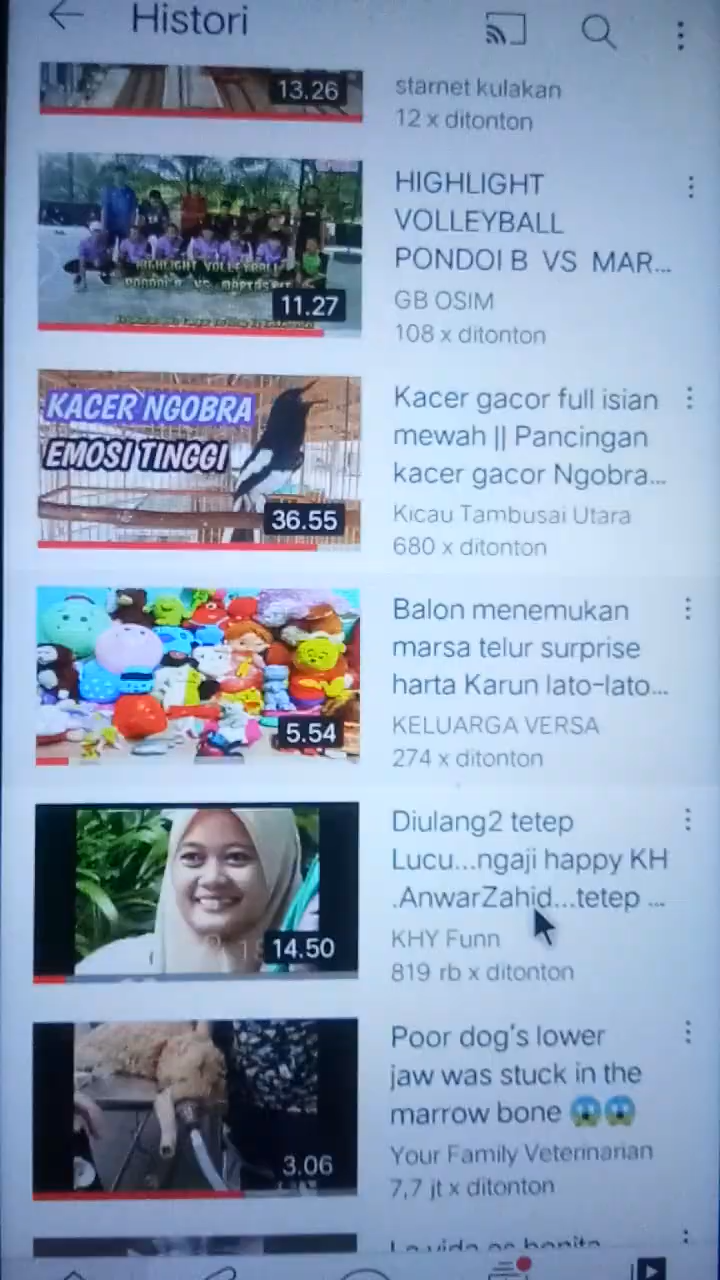 Histori
13.26
starnet kulakan
12 x ditonton
HIGHLIGHT VOLLEYBALL
11.27
HIGHLIGHT
VOLLEYBALL
PONDOI B VS MAR...
GB OSIM
108 x ditonton
KACER NGOBRA
EMOSI TINGGI
36.55
Kacer gacor full isian
mewah || Pancingan
kacer gacor Ngobra...
Kicau Tambusai Utara
680 x ditonton
5.54
Balon menemukan
marsa telur surprise
harta Karun lato-lato...
KELUARGA VERSA
274 x ditonton
14.50
Diulang2 tetep
Lucu...ngaji happy KH
.AnwarZahid...tetep ...
KHY Funn
819 rb x ditonton
3.06
Poor dog's lower
jaw was stuck in the
marrow bone 😱😱
Your Family Veterinarian
7,7 jt x ditonton
La vida es bonita